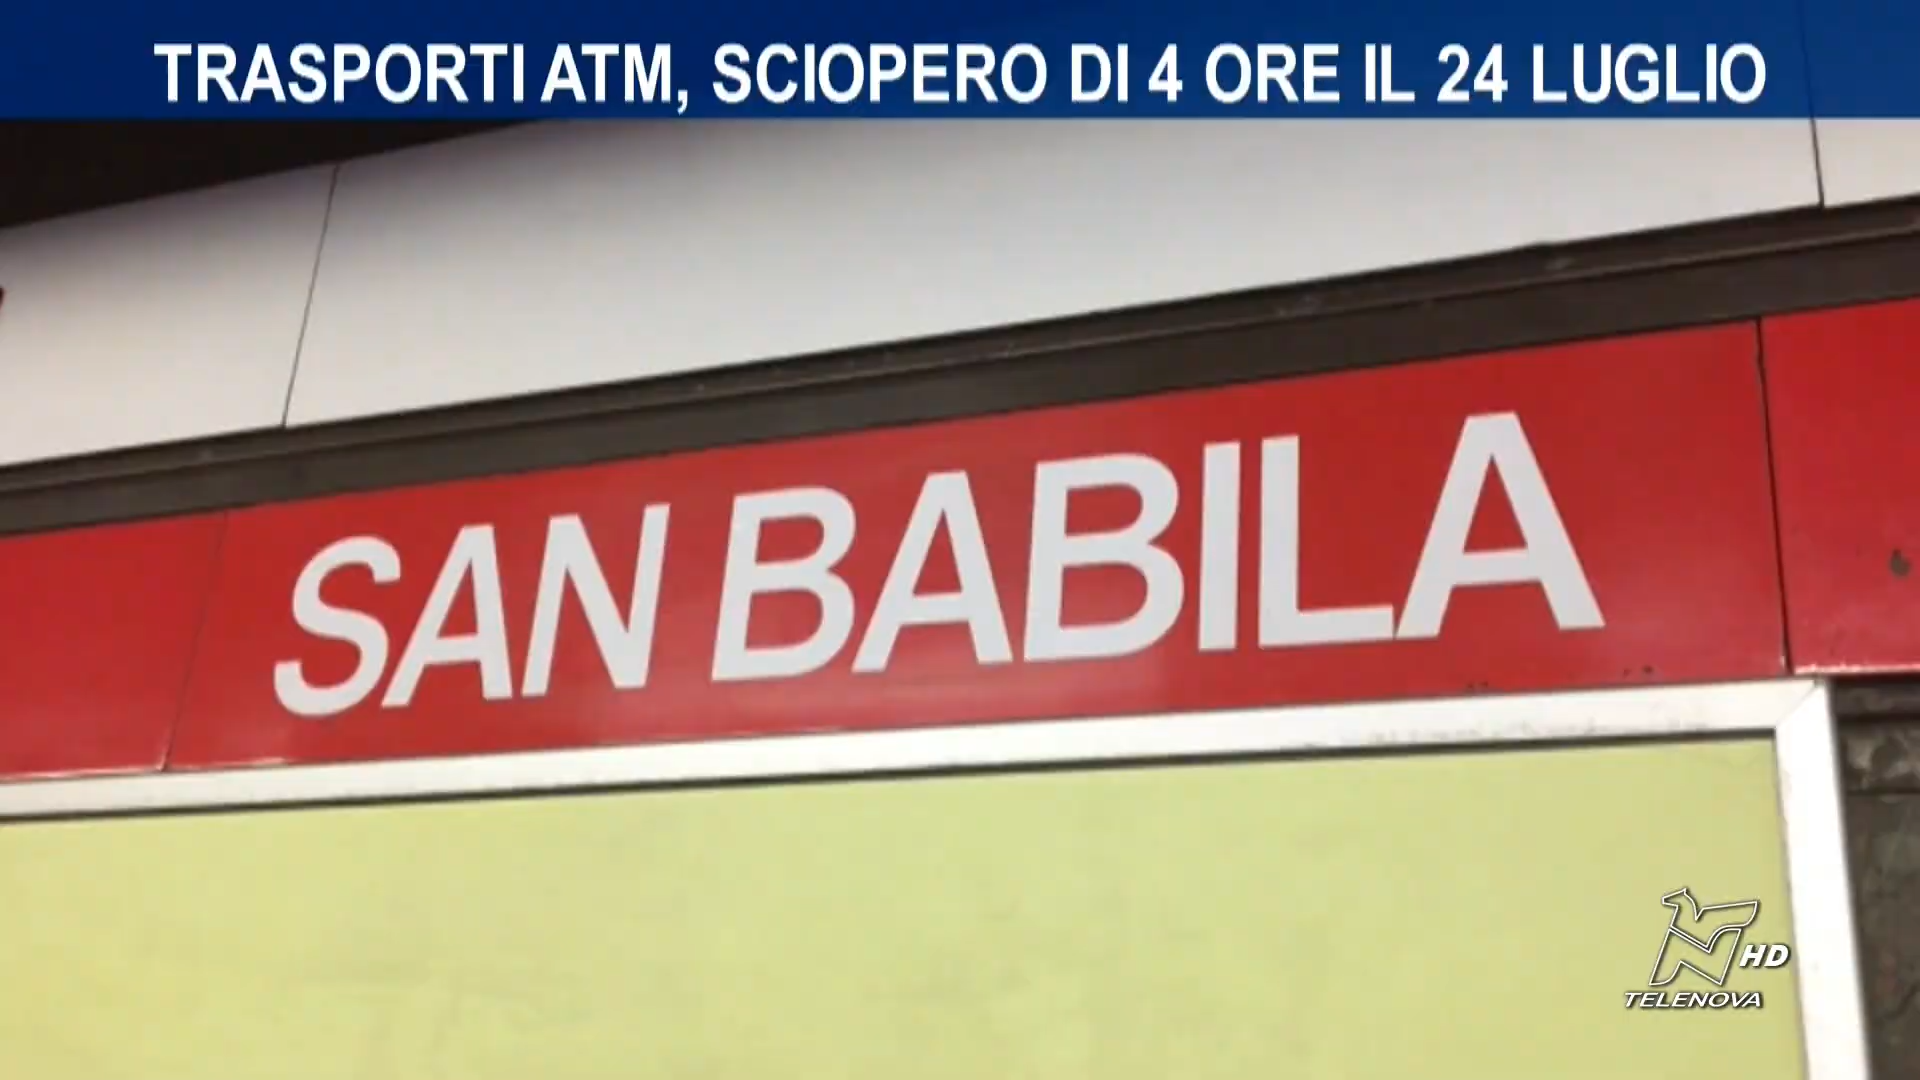 TRASPORTI ATM, SCIOPERO DI 4 ORE IL 24 LUGLIO
SAN BABILA
HD
TELENOVA